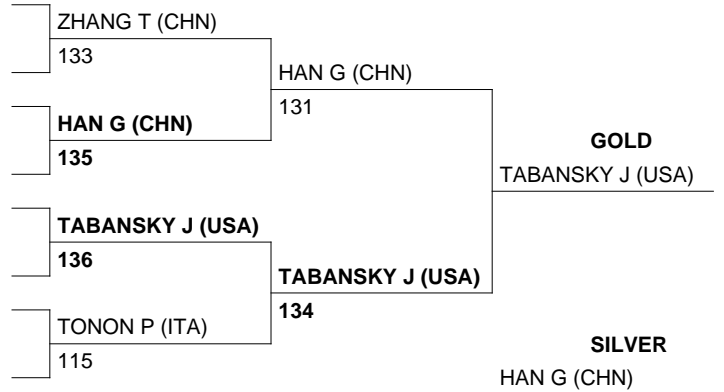 ZHANG T (CHN)
133
HAN G (CHN)
131
HAN G (CHN)
135
GOLD
TABANSKY J (USA)
TABANSKY J (USA)
136
TABANSKY J (USA)
134
TONON P (ITA)
115
SILVER
HAN G (CHN)